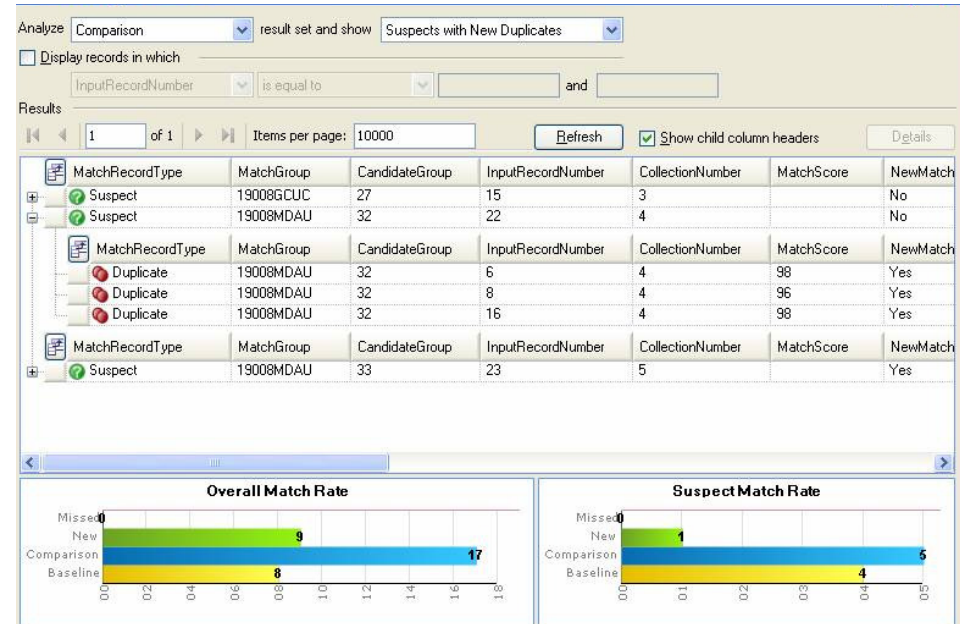 Analyze Comparison result set and show Suspects with New Duplicates
Display records in which
InputRecordNumber is equal to and
Results
1 of 1 Items per page: 10000 Refresh Show child column headers Details
MatchRecordType MatchGroup CandidateGroup InputRecordNumber CollectionNumber MatchScore NewMatch
Suspect 19008GCUC 27 15 3 No
Suspect 19008MDAU 32 22 4 No
MatchRecordType MatchGroup CandidateGroup InputRecordNumber CollectionNumber MatchScore NewMatch
Duplicate 19008MDAU 32 6 4 98 Yes
Duplicate 19008MDAU 32 8 4 96 Yes
Duplicate 19008MDAU 32 16 4 98 Yes
MatchRecordType MatchGroup CandidateGroup InputRecordNumber CollectionNumber MatchScore NewMatch
Suspect 19008MDAU 33 23 5 Yes
Overall Match Rate
Missed 0
New 9
Comparison 17
Baseline 8
00 02 04 06 08 10 12 14 16 18
Suspect Match Rate
Missed 0
New 1
Comparison 5
Baseline 4
00 01 02 03 04 05